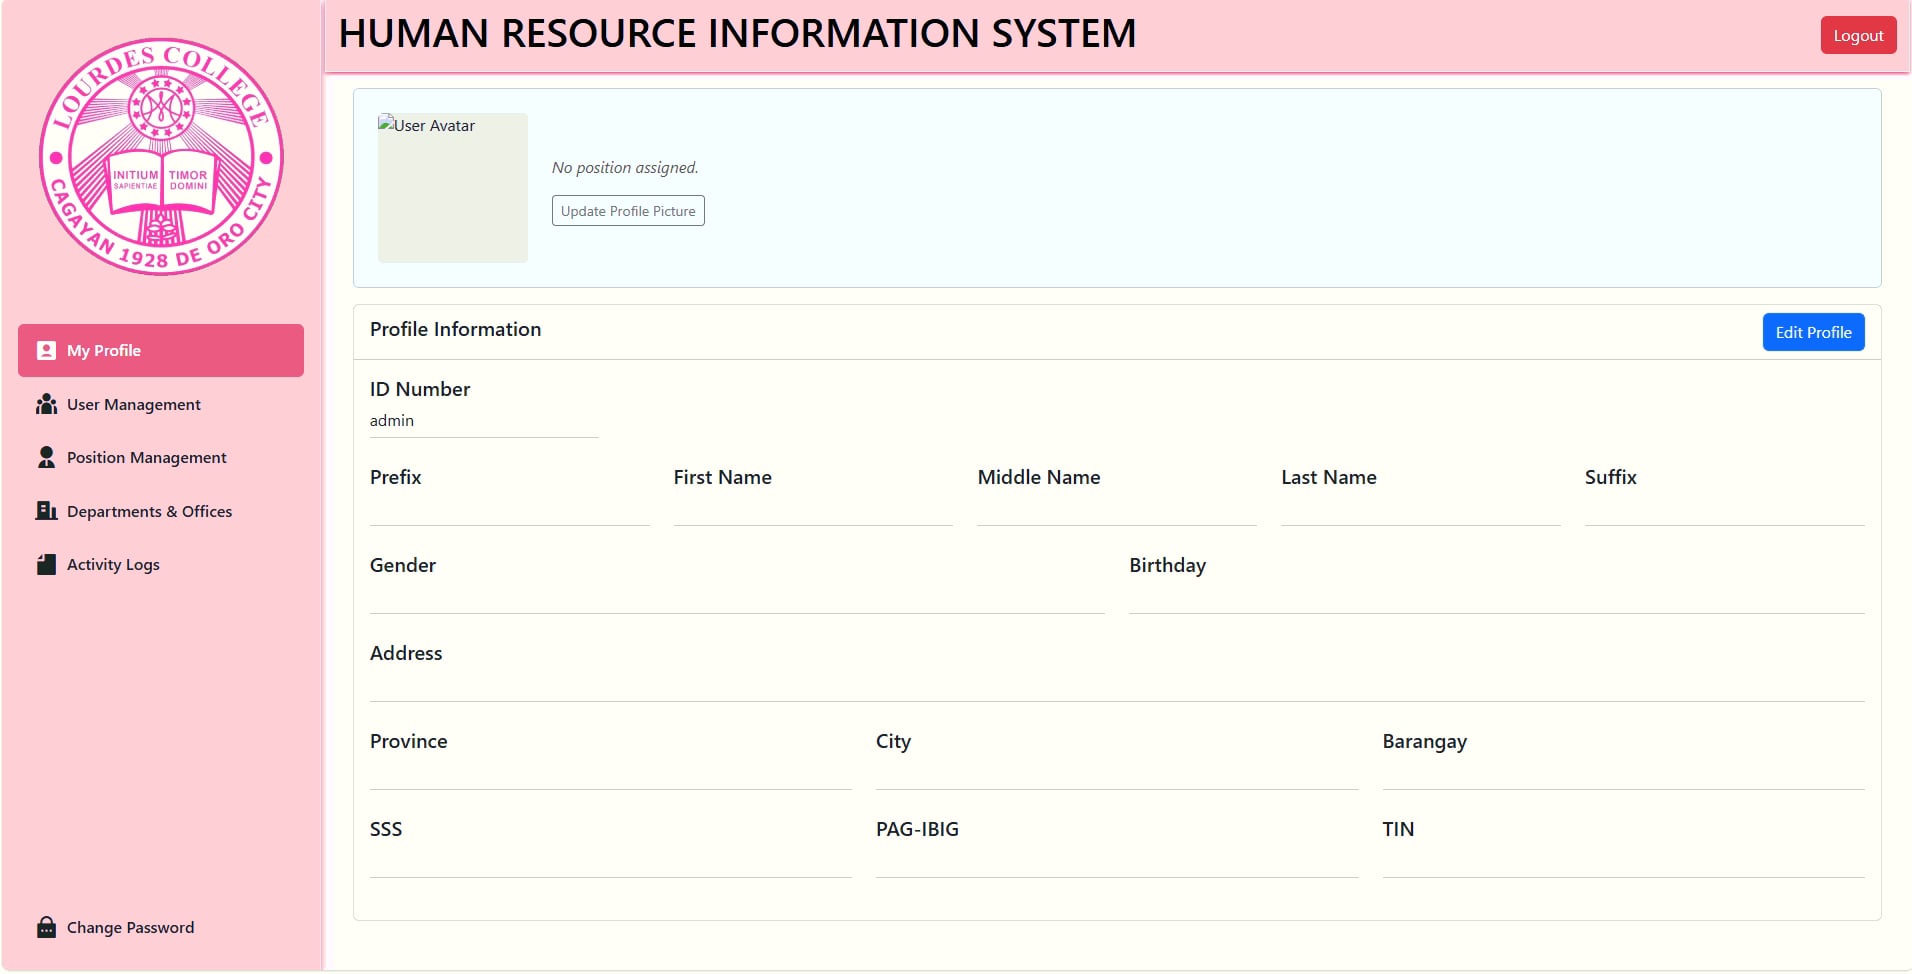 LOURDES COLLEGE
INITIUM TIMOR
SAPIENTIAE DOMINI
CAGAYAN 1928 DE ORO CITY
HUMAN RESOURCE INFORMATION SYSTEM
Logout
My Profile
User Management
Position Management
Departments & Offices
Activity Logs
Change Password
User Avatar
No position assigned.
Update Profile Picture
Profile Information
Edit Profile
ID Number
admin
Prefix First Name Middle Name Last Name Suffix
Gender Birthday
Address
Province City Barangay
SSS PAG-IBIG TIN